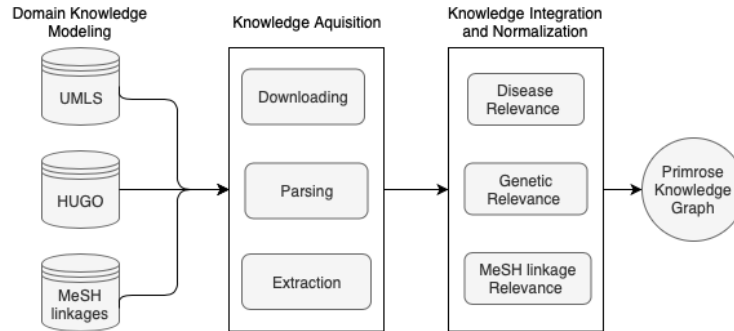 Domain Knowledge
Modeling
UMLS
HUGO
MeSH
linkages
Knowledge Aquisition
Downloading
Parsing
Extraction
Knowledge Integration
and Normalization
Disease
Relevance
Genetic
Relevance
MeSH linkage
Relevance
Primrose
Knowledge
Graph